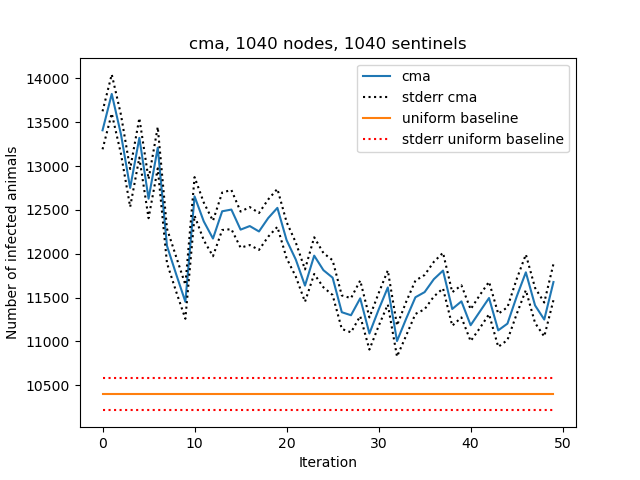 cma, 1040 nodes, 1040 sentinels
cma
stderr cma
uniform baseline
stderr uniform baseline
Number of infected animals
14000
13500
13000
12500
12000
11500
11000
10500
0 10 20 30 40 50
Iteration